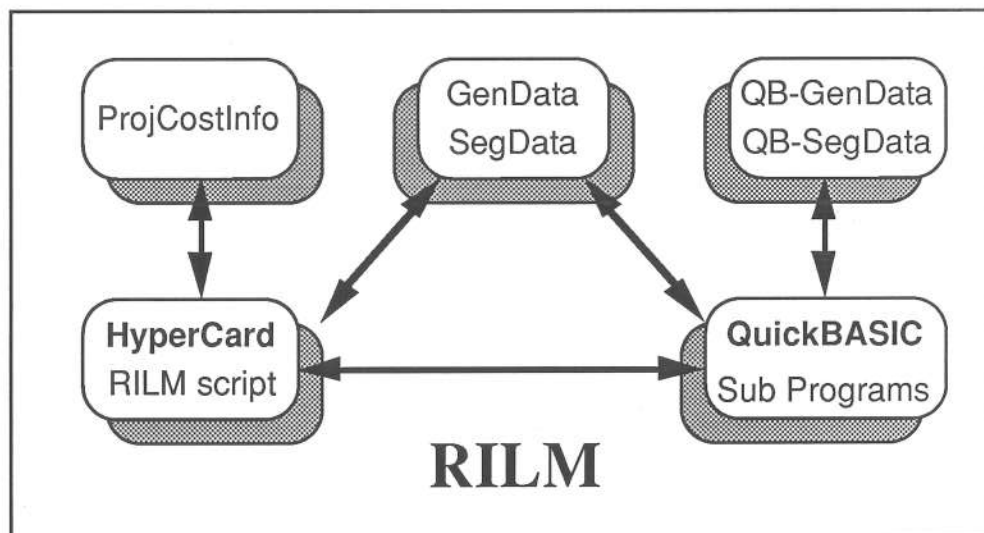 ProjCostInfo
GenData
SegData
QB-GenData
QB-SegData
HyperCard
RILM script
QuickBASIC
Sub Programs
RILM